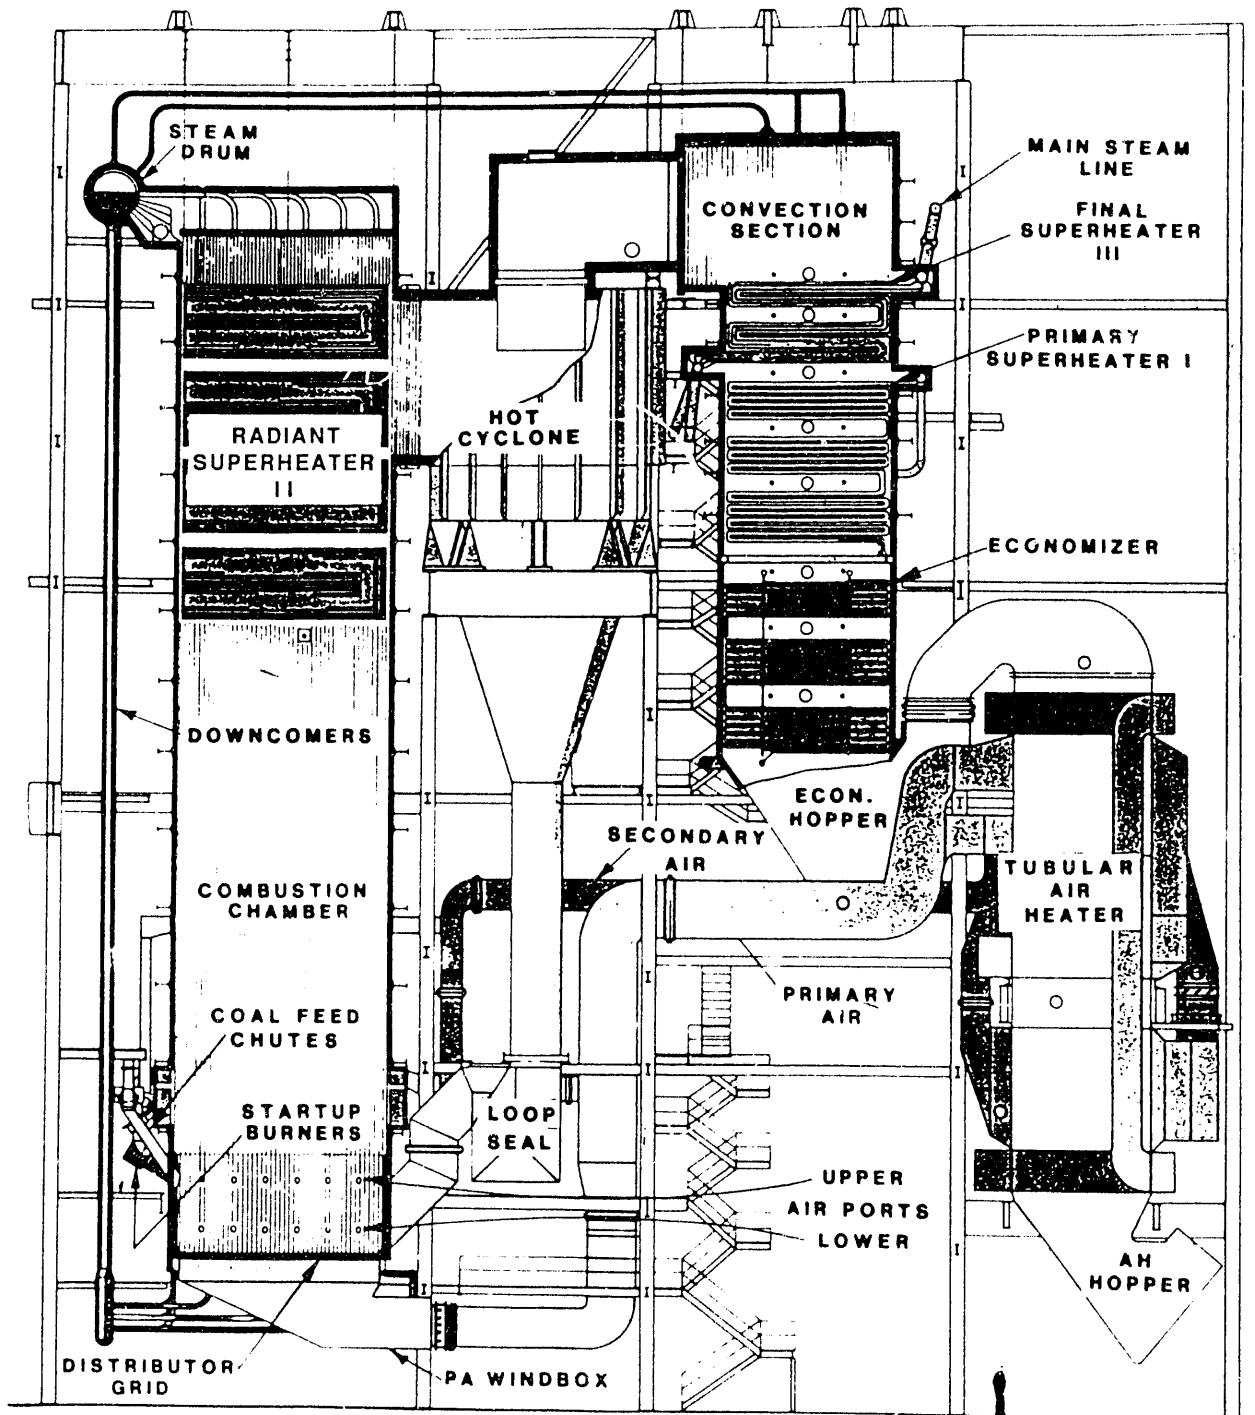 STEAM
DRUM
MAIN STEAM
LINE
CONVECTION
SECTION
FINAL
SUPERHEATER
III
PRIMARY
SUPERHEATER I
HOT
CYCLONE
RADIANT
SUPERHEATER
II
ECONOMIZER
DOWNCOMERS
ECON.
HOPPER
SECONDARY
AIR
TUBULAR
AIR
HEATER
COMBUSTION
CHAMBER
PRIMARY
AIR
COAL FEED
CHUTES
STARTUP
BURNERS
LOOP
SEAL
UPPER
AIR PORTS
LOWER
AH
HOPPER
DISTRIBUTOR
GRID
PA WINDBOX